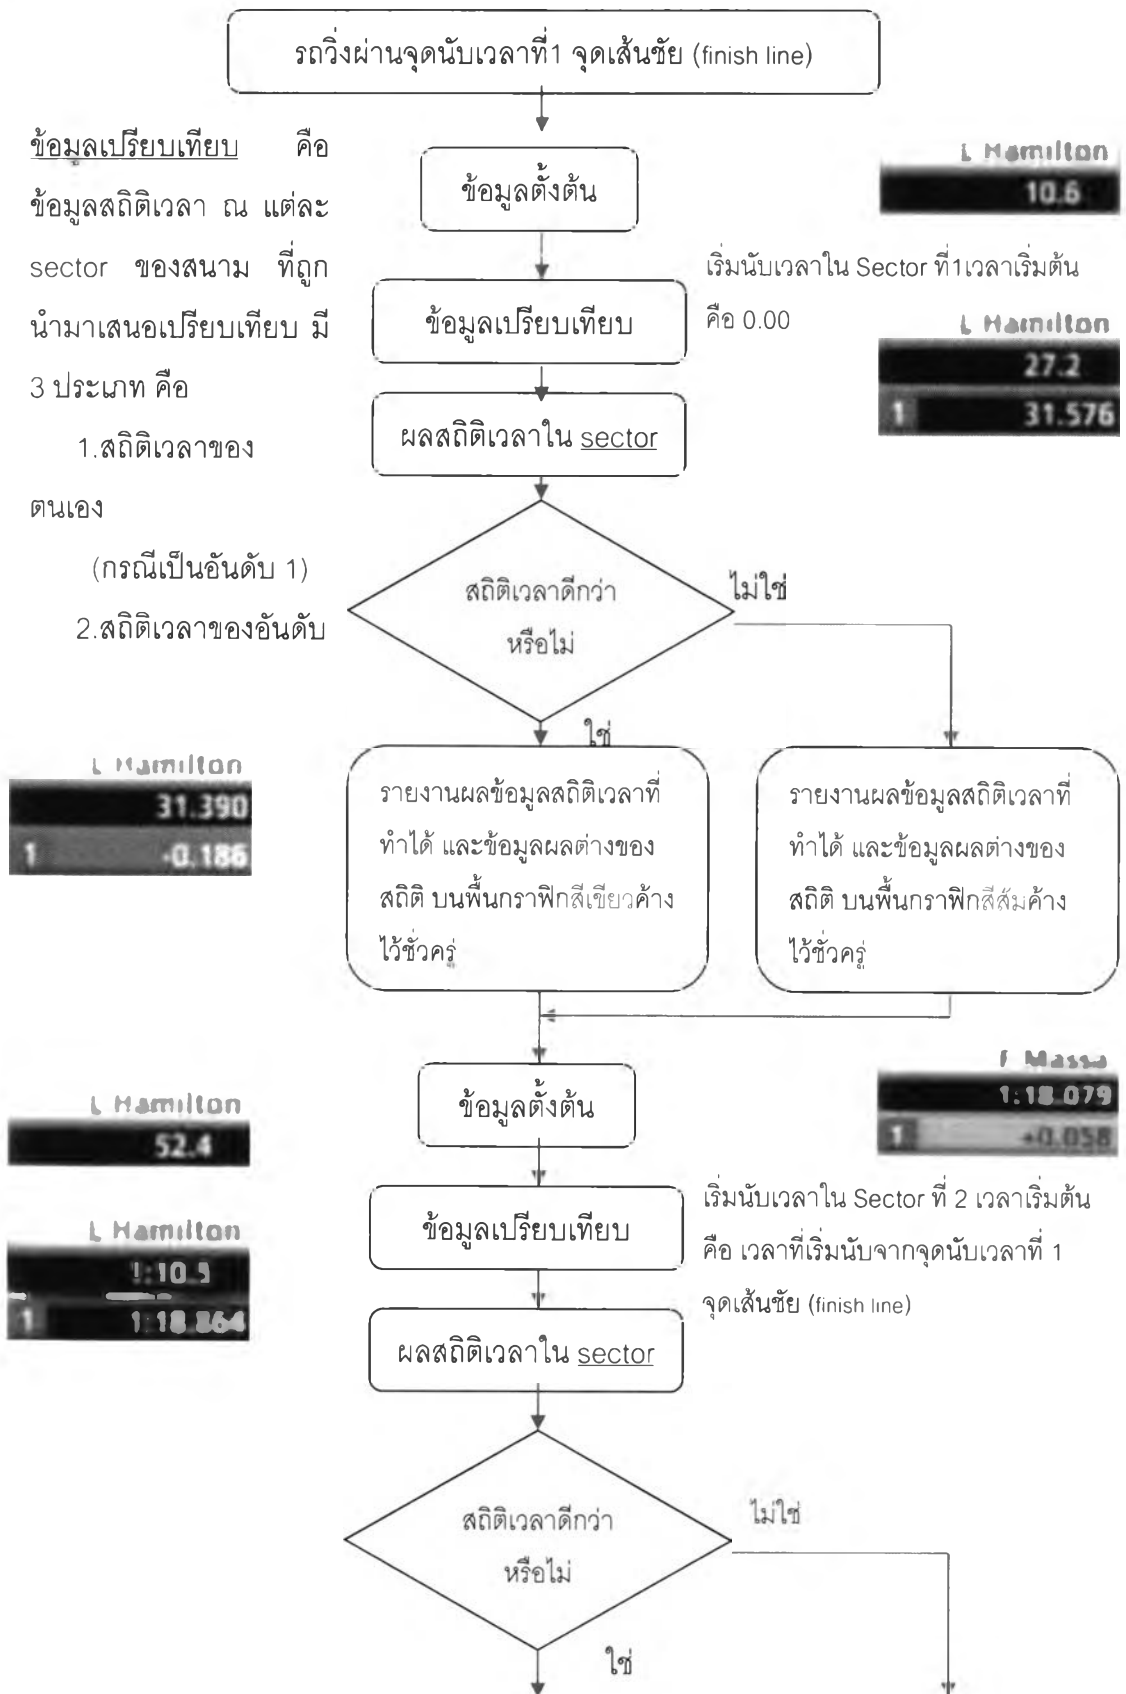 รถวิ่งผ่านจุดนับเวลาที่1 จุดเส้นชัย (finish line)
ข้อมูลเปรียบเทียบ คือ
ข้อมูลสถิติเวลา ณ แต่ละ
sector ของสนาม ที่ถูก
นำมาเสนอเปรียบเทียบ มี
3 ประเภท คือ
1.สถิติเวลาของ
ตนเอง
(กรณีเป็นอันดับ 1)
2.สถิติเวลาของอันดับ
ข้อมูลตั้งต้น
L Hamilton
10.6
ข้อมูลเปรียบเทียบ
เริ่มนับเวลาใน Sector ที่1เวลาเริ่มต้น
คือ 0.00
L Hamilton
27.2
1 31.576
ผลสถิติเวลาใน sector
สถิติเวลาดีกว่า
หรือไม่
ไม่ใช่
ใช่
L Hamilton
31.390
1 -0.186
รายงานผลข้อมูลสถิติเวลาที่
ทำได้ และข้อมูลผลต่างของ
สถิติ บนพื้นกราฟิกสีเขียวค้าง
ไว้ชั่วครู่
รายงานผลข้อมูลสถิติเวลาที่
ทำได้ และข้อมูลผลต่างของ
สถิติ บนพื้นกราฟิกสีส้มค้าง
ไว้ชั่วครู่
ข้อมูลตั้งต้น
F Massa
1:18.079
1 +0.058
L Hamilton
52.4
ข้อมูลเปรียบเทียบ
เริ่มนับเวลาใน Sector ที่ 2 เวลาเริ่มต้น
คือ เวลาที่เริ่มนับจากจุดนับเวลาที่ 1
จุดเส้นชัย (finish line)
L Hamilton
1
1:18.864
ผลสถิติเวลาใน sector
สถิติเวลาดีกว่า
หรือไม่
ไม่ใช่
ใช่